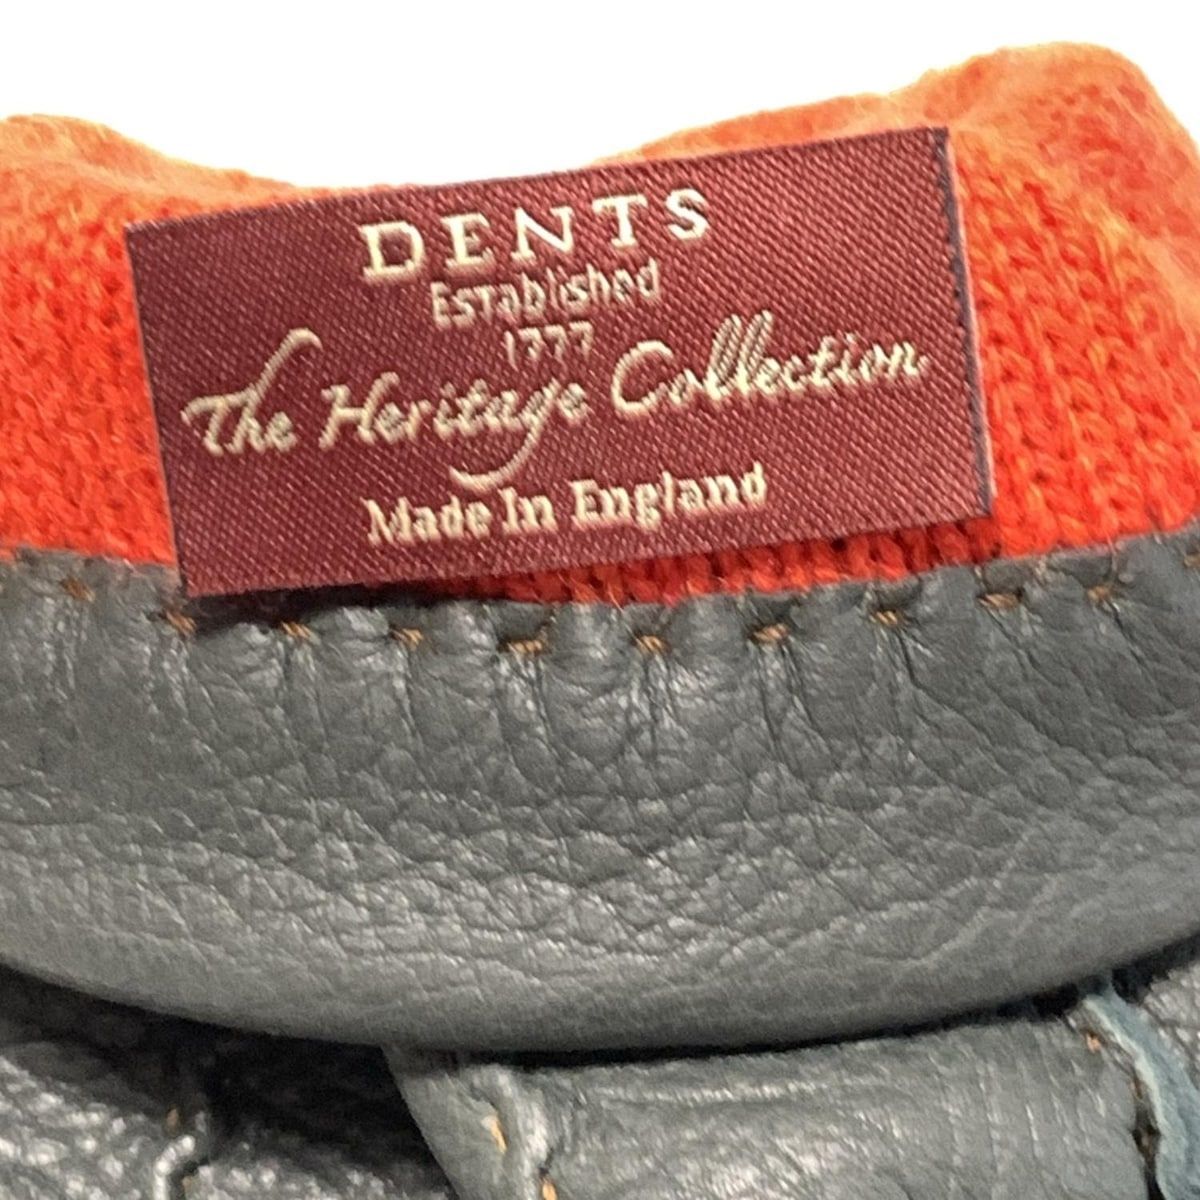 DENTS
Established
1777
The Heritage Collection
Made In England